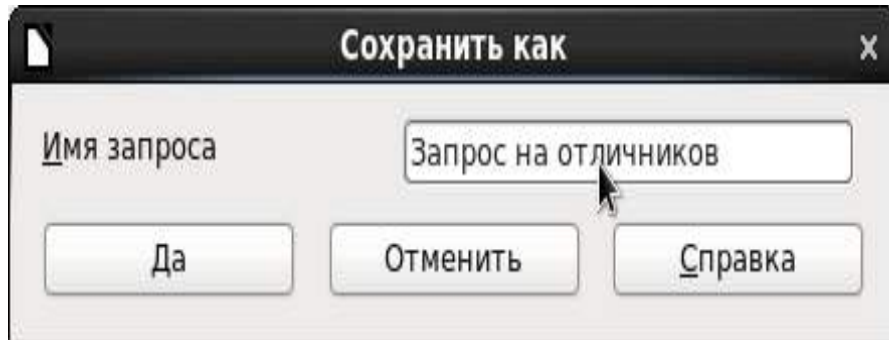 Сохранить как
Имя запроса
Запрос на отличников
Да
Отменить
Справка